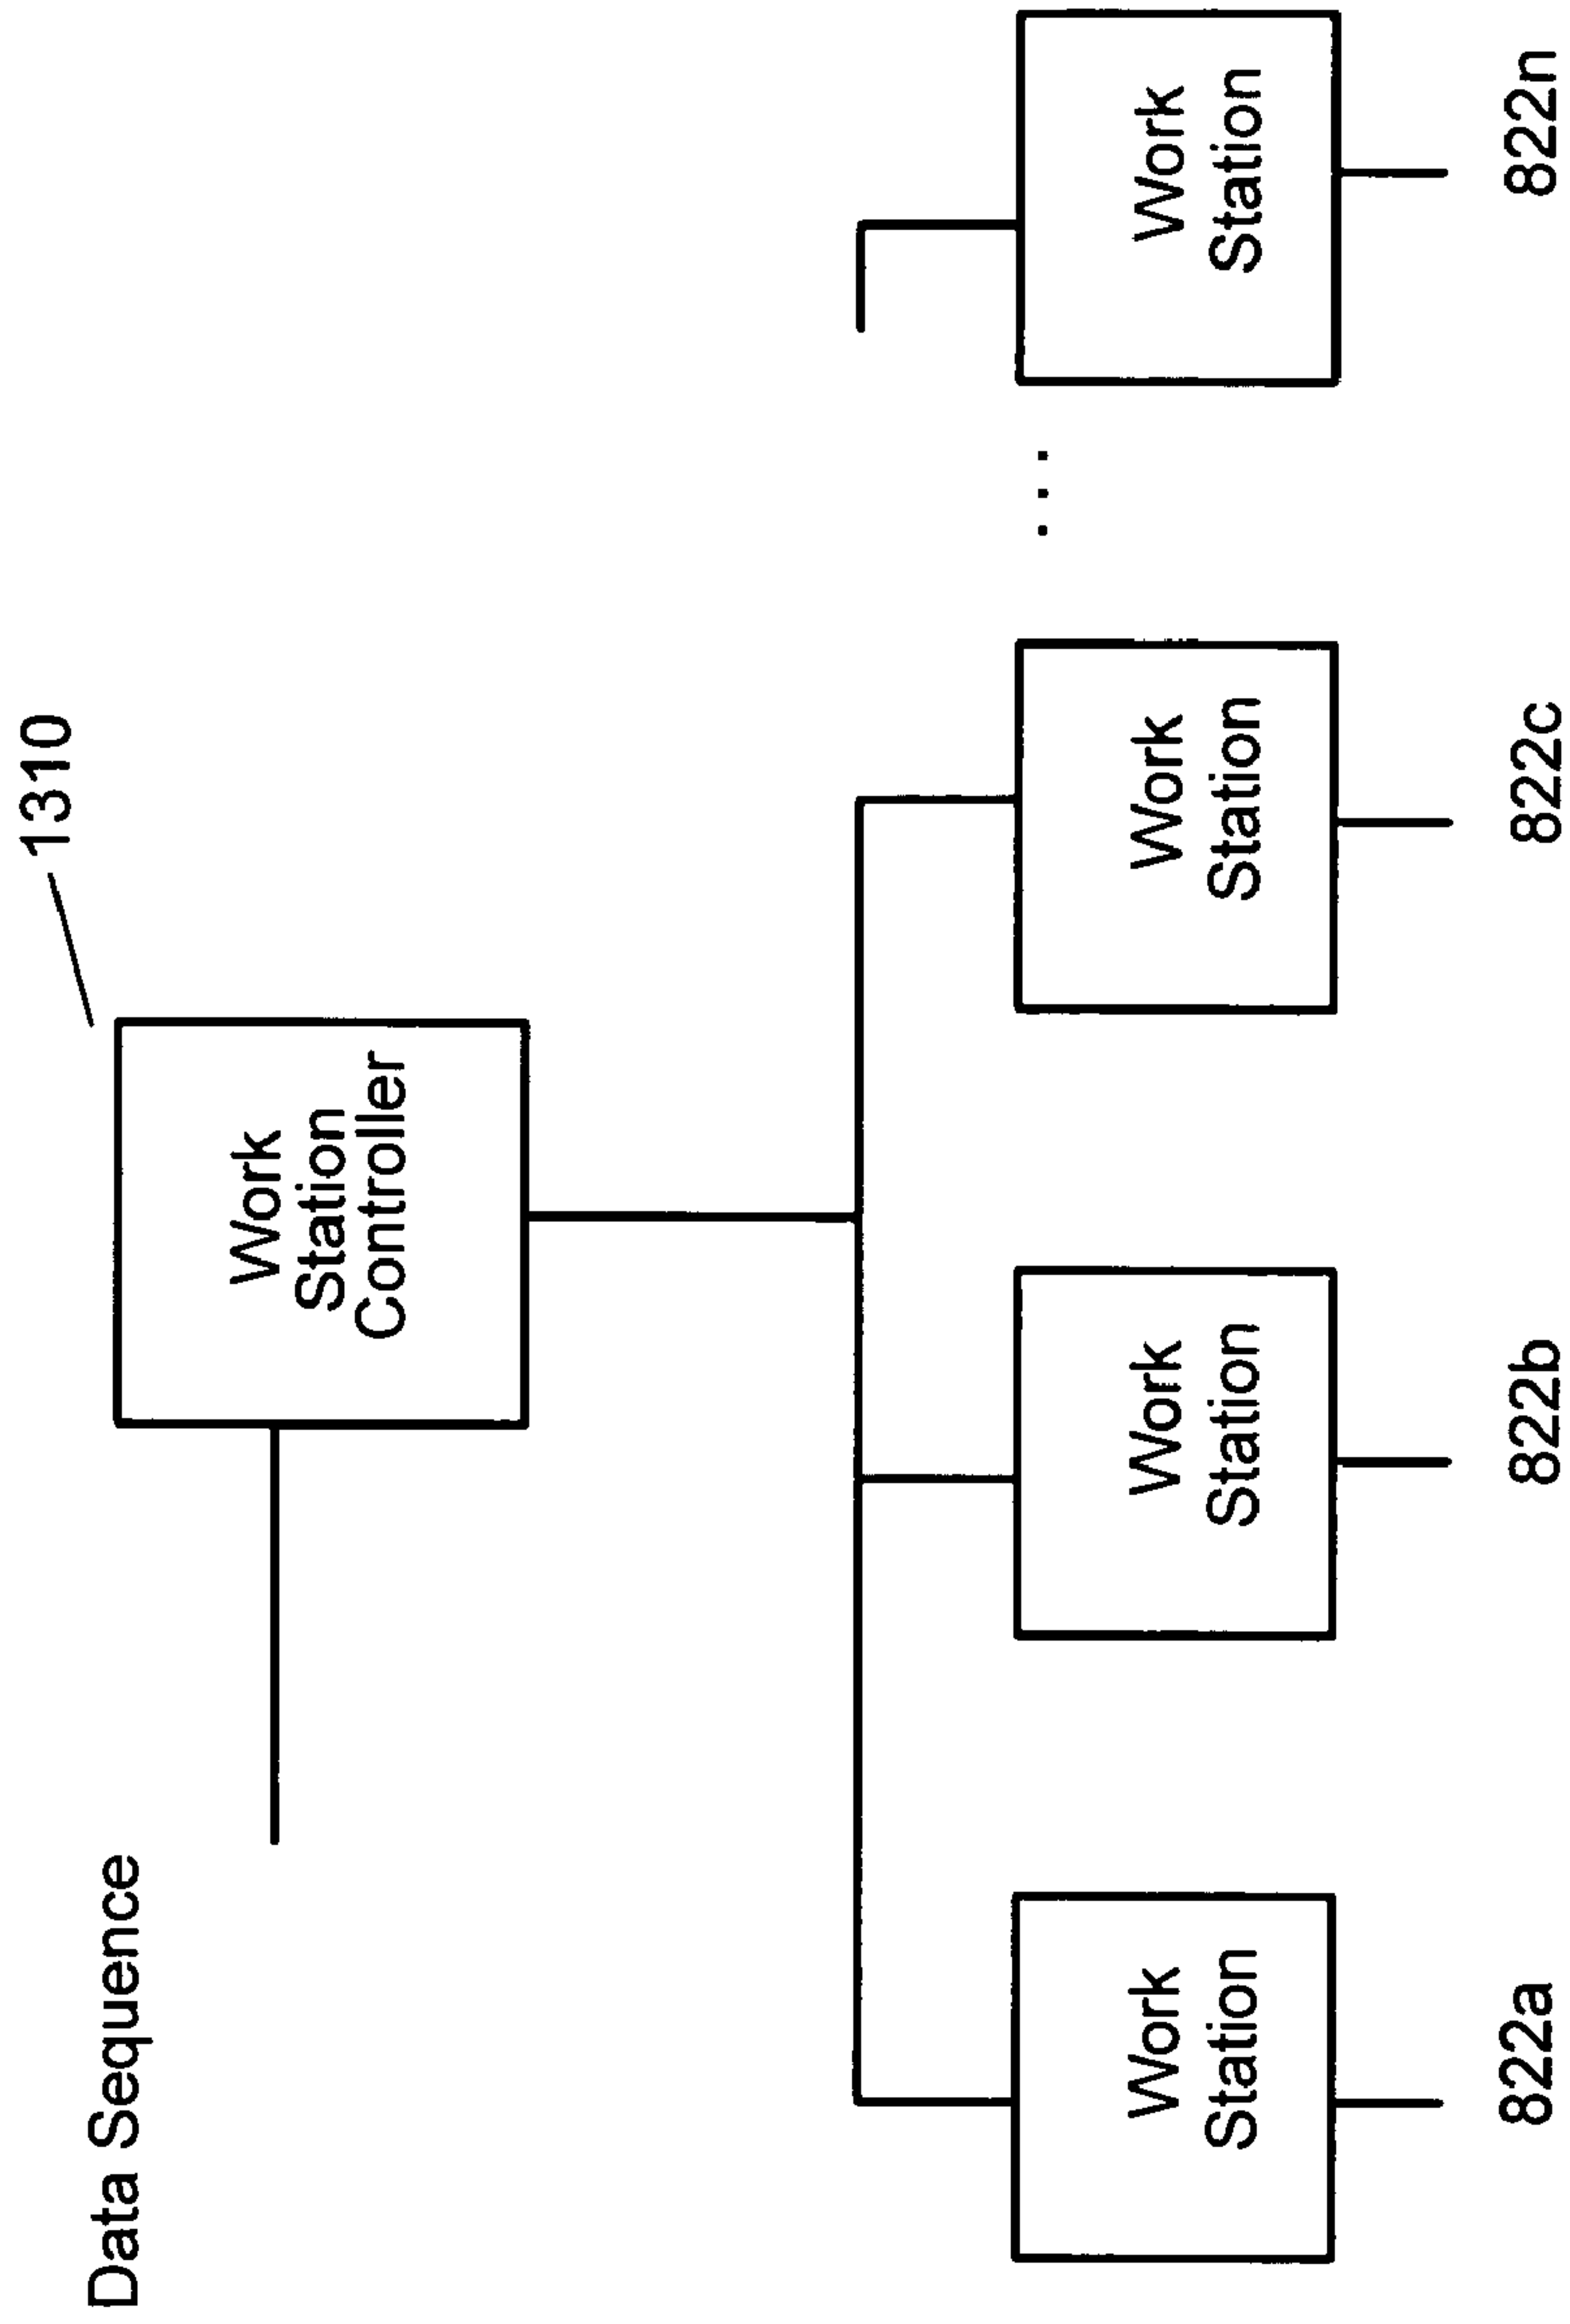 1310
Data Sequence
Work
Station
Controller
...
Work
Station
Work
Station
Work
Station
Work
Station
822a
822b
822c
822n